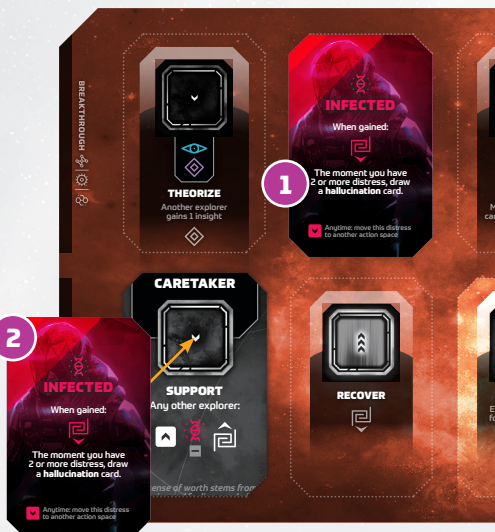 BREAKTHROUGH
THEORIZE
Another explorer
gains 1 insight
1
INFECTED
When gained:
The moment you have
2 or more distress, draw
a hallucination card.
Anytime: move this distress
to another action space
CARETAKER
SUPPORT
Any other explorer:
ense of worth stems from
RECOVER
2
INFECTED
When gained:
The moment you have
2 or more distress, draw
a hallucination card.
Anytime: move this distress
to another action space